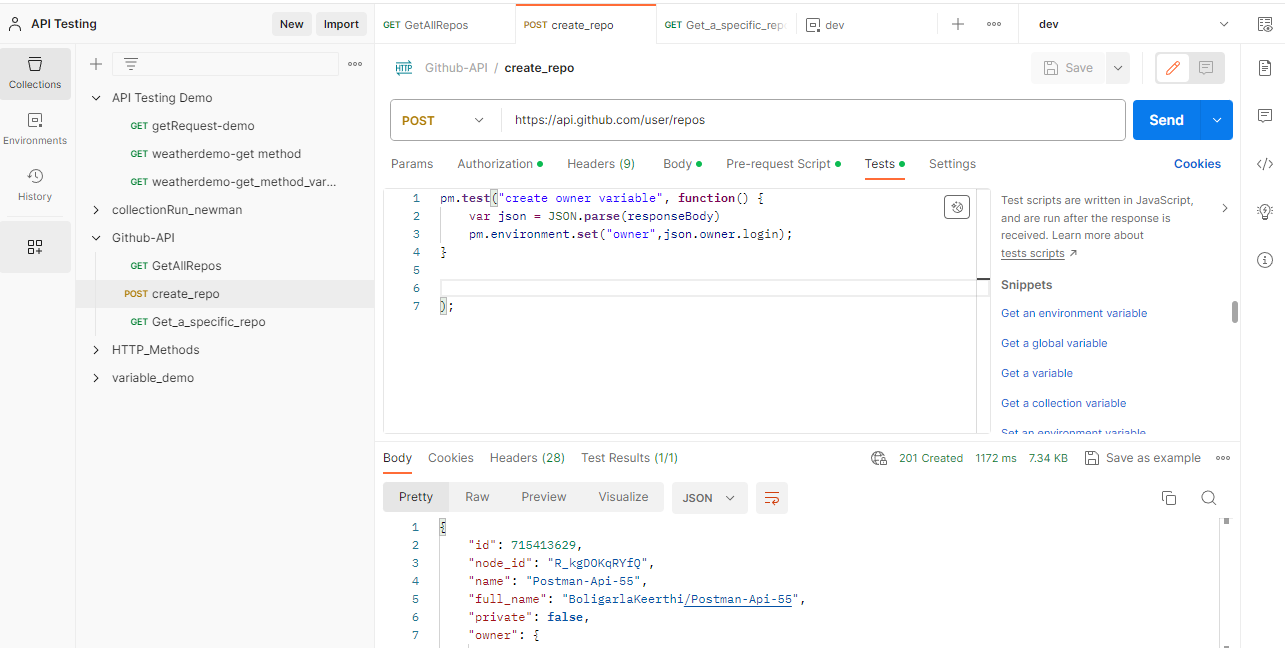 API Testing
New
Import
GET GetAllRepos
POST create_repo
GET Get_a_specific_rep
dev
dev
Collections
Environments
History
API Testing Demo
GET getRequest-demo
GET weatherdemo-get method
GET weatherdemo-get_method_var...
collectionRun_newman
Github-API
GET GetAllRepos
POST create_repo
GET Get_a_specific_repo
HTTP_Methods
variable_demo
HTTP Github-API / create_repo
Save
POST https://api.github.com/user/repos
Send
Params Authorization Headers (9) Body Pre-request Script Tests Settings
Cookies
1 pm.test("create owner variable", function() {
2 var json = JSON.parse(responseBody)
3 pm.environment.set("owner",json.owner.login);
4 }
5
6
7 );
Test scripts are written in JavaScript,
and are run after the response is
received. Learn more about
tests scripts ↗
Snippets
Get an environment variable
Get a global variable
Get a variable
Get a collection variable
Set an environment variable
Body Cookies Headers (28) Test Results (1/1)
201 Created 1172 ms 7.34 KB Save as example
Pretty Raw Preview Visualize JSON
1 {
2 "id": 715413629,
3 "node_id": "R_kgDOKqRYfQ",
4 "name": "Postman-Api-55",
5 "full_name": "BoligarlaKeerthi/Postman-Api-55",
6 "private": false,
7 "owner": {